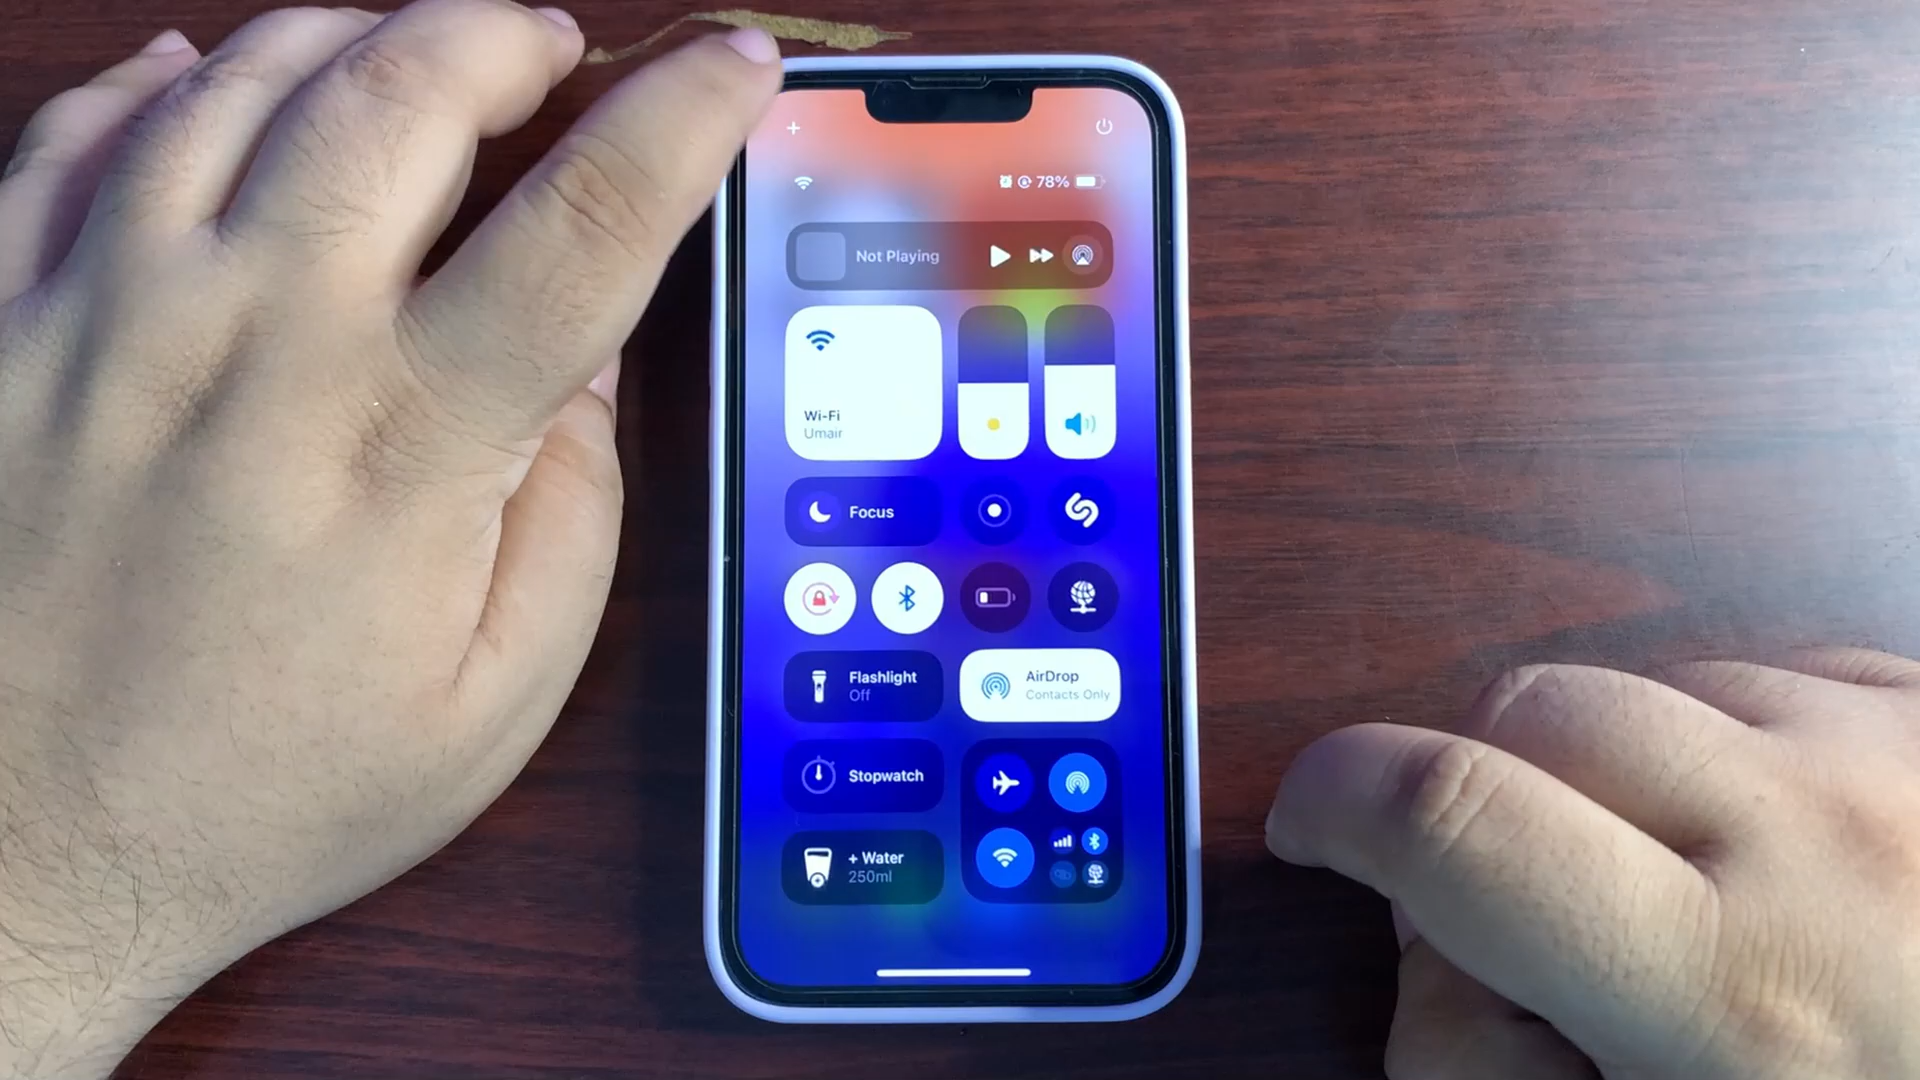 78%
Not Playing
Wi-Fi
Umair
Focus
Flashlight
Off
AirDrop
Contacts Only
Stopwatch
+ Water
250ml